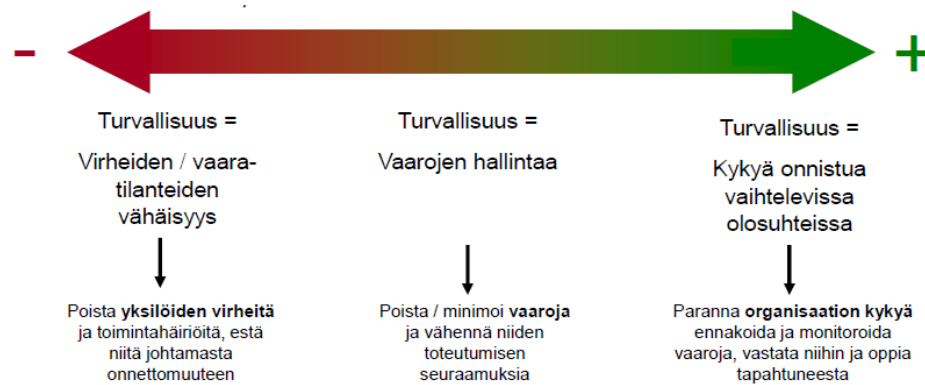 -
+
Turvallisuus =
Virheiden / vaara-
tilanteiden
vähäisyys
Poista yksilöiden virheitä
ja toimintahäiriöitä, estä
niitä johtamasta
onnettomuuteen
Turvallisuus =
Vaarojen hallintaa
Poista / minimoi vaaroja
ja vähennä niiden
toteutumisen
seuraamuksia
Turvallisuus =
Kykyä onnistua
vaihtelevissa
olosuhteissa
Paranna organisaation kykyä
ennakoida ja monitoroida
vaaroja, vastata niihin ja oppia
tapahtuneesta